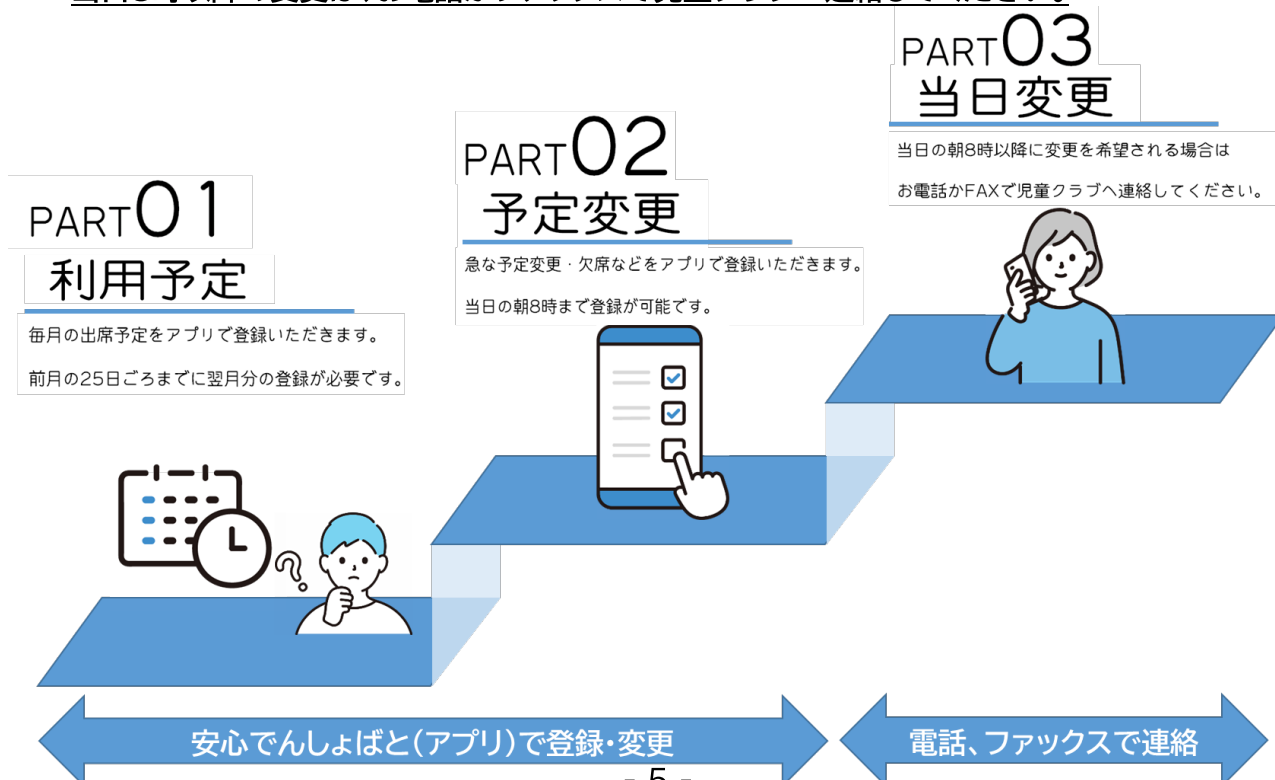 PART01
利用予定
毎月の出席予定をアプリで登録いただきます。
前月の25日ごろまでに翌月分の登録が必要です。
PART02
予定変更
急な予定変更・欠席などをアプリで登録いただきます。
当日の朝8時まで登録が可能です。
PART03
当日変更
当日の朝8時以降に変更を希望される場合は
お電話かFAXで児童クラブへ連絡してください。
安心でんしょばと(アプリ)で登録・変更
電話、ファックスで連絡
- 5 -